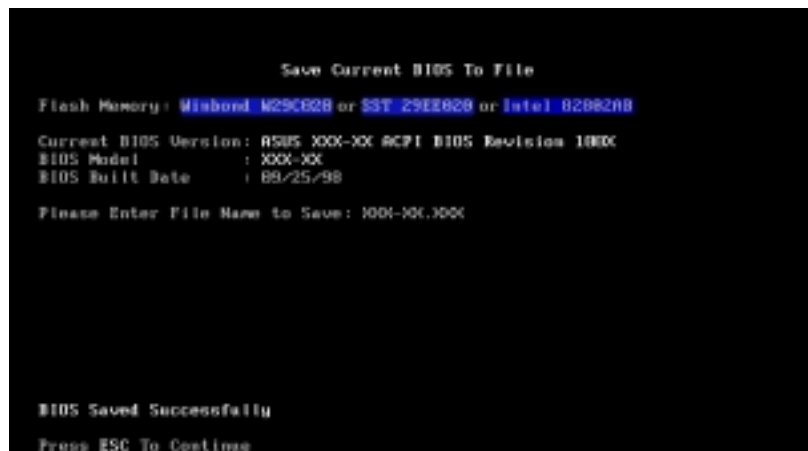 Save Current BIOS To File
Flash Memory: Winbond W29C020 or SST 29EE020 or Intel 82802AB
Current BIOS Version: ASUS XXX-XX ACPI BIOS Revision 100X
BIOS Model : XXX-XX
BIOS Built Date : 09/25/98
Please Enter File Name to Save: XXX-XX.XXX
BIOS Saved Successfully
Press ESC To Continue